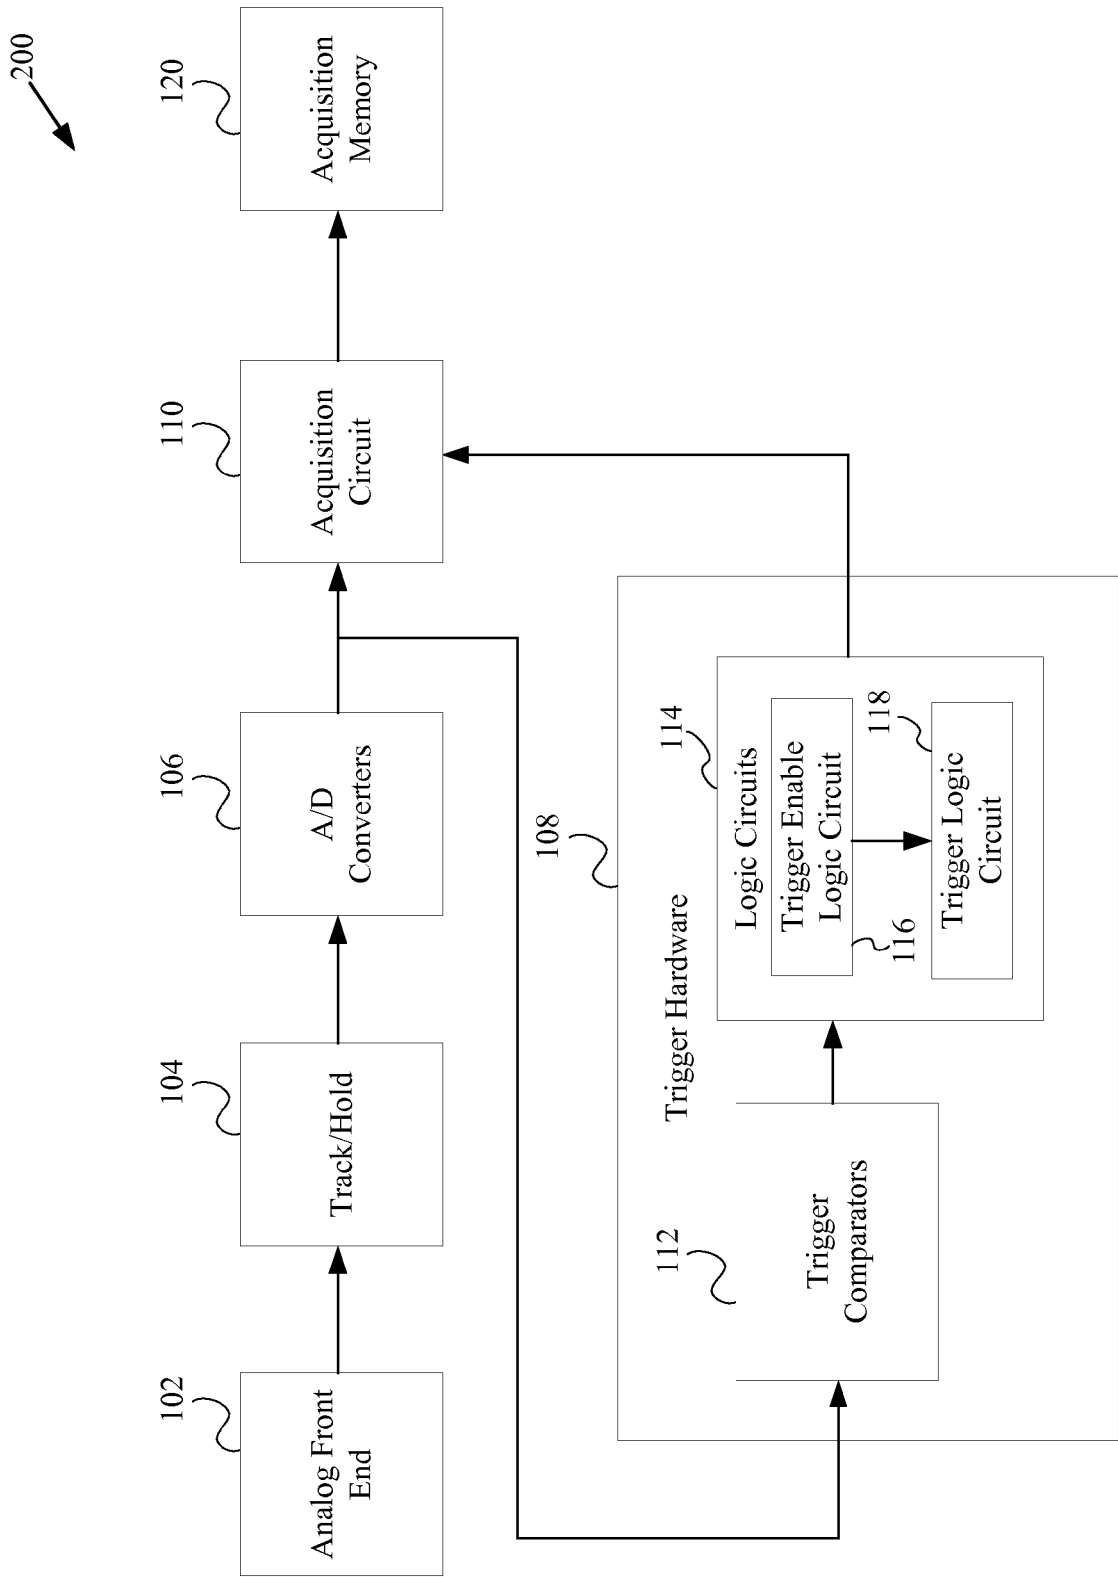 200
102
Analog Front
End
104
Track/Hold
106
A/D
Converters
110
Acquisition
Circuit
120
Acquisition
Memory
108
Trigger Hardware
112
Trigger
Comparators
114
Logic Circuits
Trigger Enable
Logic Circuit
116
118
Trigger Logic
Circuit